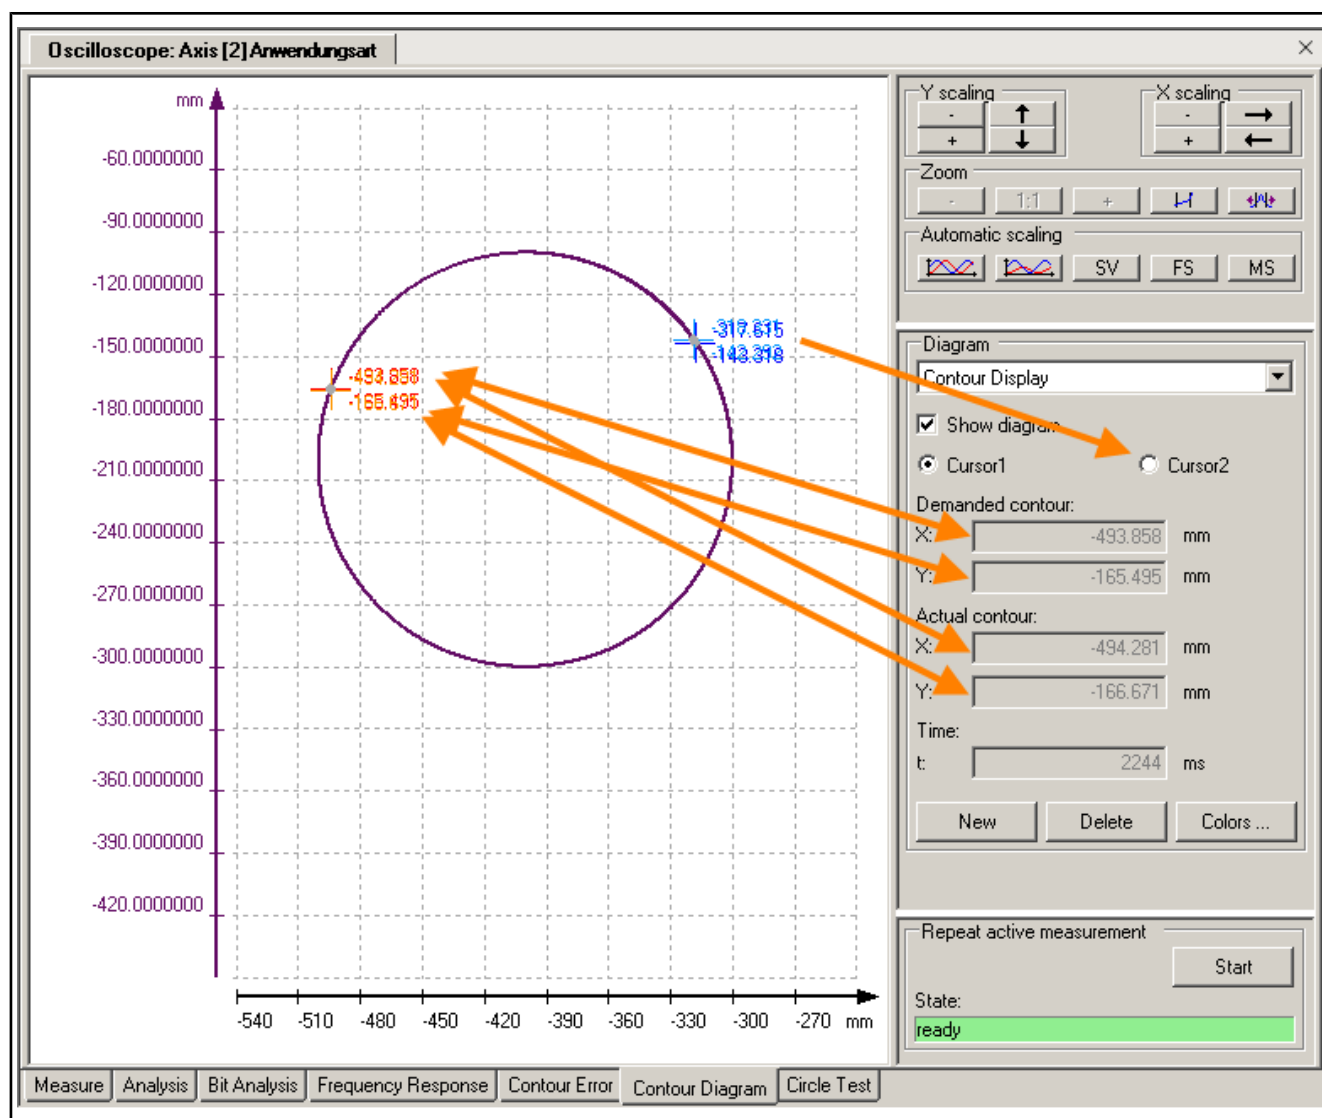 Oscilloscope: Axis [2] Anwendungsart
mm
-60.0000000
-90.0000000
-120.0000000
-150.0000000
-180.0000000
-210.0000000
-240.0000000
-270.0000000
-300.0000000
-330.0000000
-360.0000000
-390.0000000
-420.0000000
-317.615
-143.318
-493.858
-165.495
-540 -510 -480 -450 -420 -390 -360 -330 -300 -270 mm
Y scaling
-
+
X scaling
-
+
Zoom
- 1:1 +
Automatic scaling
SV FS MS
Diagram
Contour Display
Show diagram
Cursor1 Cursor2
Demanded contour:
X: -493.858 mm
Y: -165.495 mm
Actual contour:
X: -494.281 mm
Y: -166.671 mm
Time:
t: 2244 ms
New Delete Colors ...
Repeat active measurement
Start
State:
ready
Measure Analysis Bit Analysis Frequency Response Contour Error Contour Diagram Circle Test